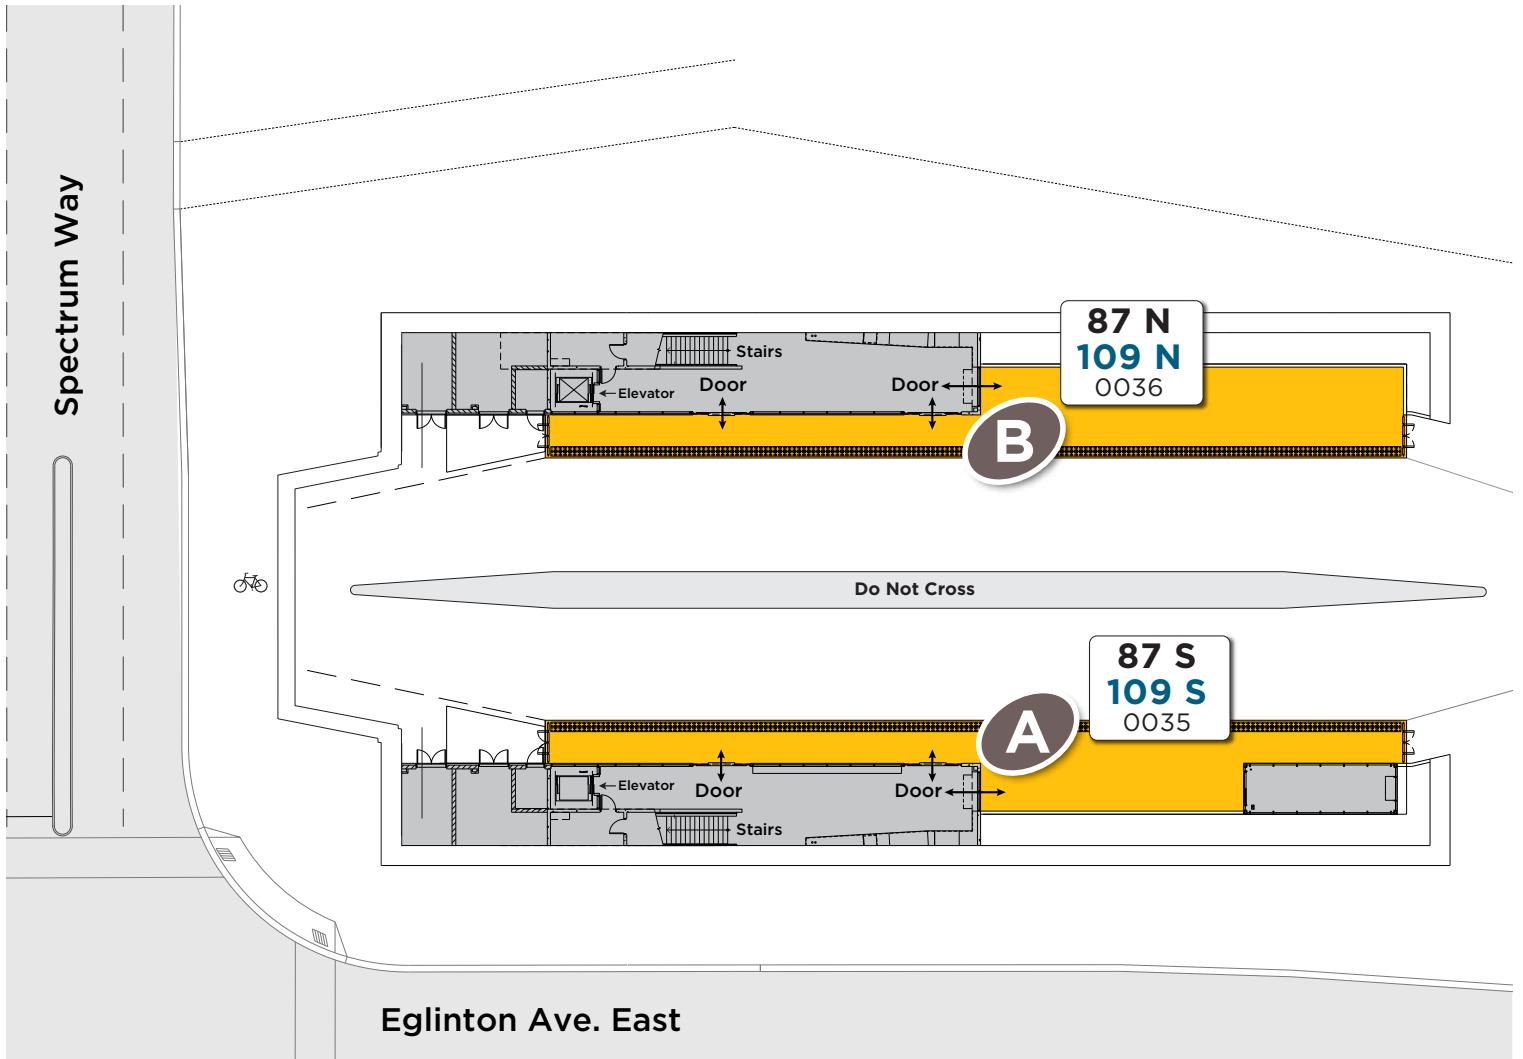 Spectrum Way
87 N
109 N
0036
Stairs
Elevator
Door
Door
B
Do Not Cross
87 S
109 S
0035
A
Elevator
Door
Door
Stairs
Eglinton Ave. East